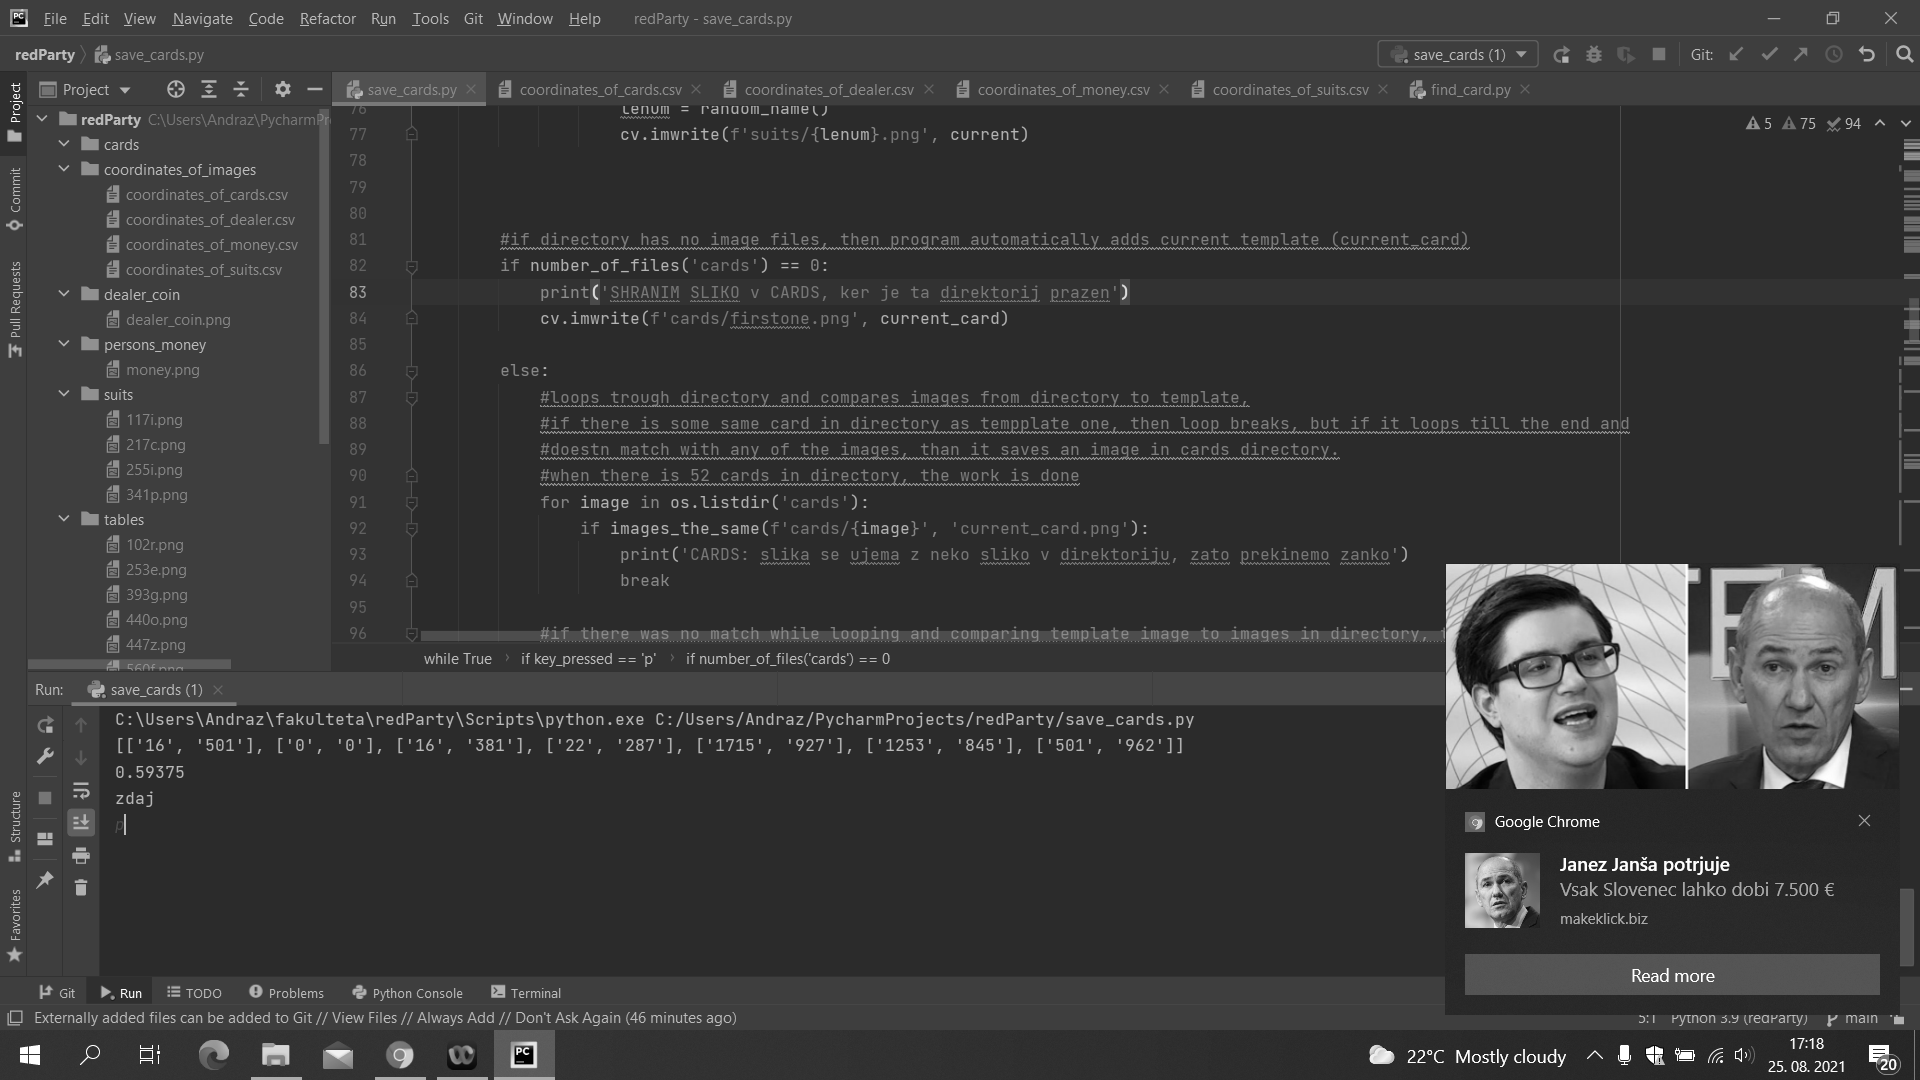 File Edit View Navigate Code Refactor Run Tools Git Window Help redParty - save_cards.py
redParty save_cards.py save_cards (1) Git:
Project save_cards.py coordinates_of_cards.csv coordinates_of_dealer.csv coordinates_of_money.csv coordinates_of_suits.csv find_card.py
Project
Commit
Pull Requests
Structure
Favorites
redParty C:\Users\Andraz\PycharmPr
cards
coordinates_of_images
coordinates_of_cards.csv
coordinates_of_dealer.csv
coordinates_of_money.csv
coordinates_of_suits.csv
dealer_coin
dealer_coin.png
persons_money
money.png
suits
117i.png
217c.png
255i.png
341p.png
tables
102r.png
253e.png
393g.png
440o.png
447z.png
560f.png
5 75 94
76 lenum = random_name()
77 cv.imwrite(f'suits/{lenum}.png', current)
78
79
80
81 #if directory has no image files, then program automatically adds current template (current_card)
82 if number_of_files('cards') == 0:
83 print('SHRANIM SLIKO v CARDS, ker je ta direktorij prazen')
84 cv.imwrite(f'cards/firstone.png', current_card)
85
86 else:
87 #loops trough directory and compares images from directory to template,
88 #if there is some same card in directory as tempplate one, then loop breaks, but if it loops till the end and
89 #doestn match with any of the images, than it saves an image in cards directory.
90 #when there is 52 cards in directory, the work is done
91 for image in os.listdir('cards'):
92 if images_the_same(f'cards/{image}', 'current_card.png'):
93 print('CARDS: slika se ujema z neko sliko v direktoriju, zato prekinemo zanko')
94 break
95
96 #if there was no match while looping and comparing template image to images in directory,
while True if key_pressed == 'p' if number_of_files('cards') == 0
Run: save_cards (1)
C:\Users\Andraz\fakulteta\redParty\Scripts\python.exe C:/Users/Andraz/PycharmProjects/redParty/save_cards.py
[['16', '501'], ['0', '0'], ['16', '381'], ['22', '287'], ['1715', '927'], ['1253', '845'], ['501', '962']]
0.59375
zdaj
p
TEM
Google Chrome
Janez Janša potrjuje
Vsak Slovenec lahko dobi 7.500 €
makeklick.biz
Read more
Git Run TODO Problems Python Console Terminal
Externally added files can be added to Git // View Files // Always Add // Don't Ask Again (46 minutes ago) 5:1 Python 3.9 (redParty) main
22°C Mostly cloudy 17:18
25. 08. 2021
20